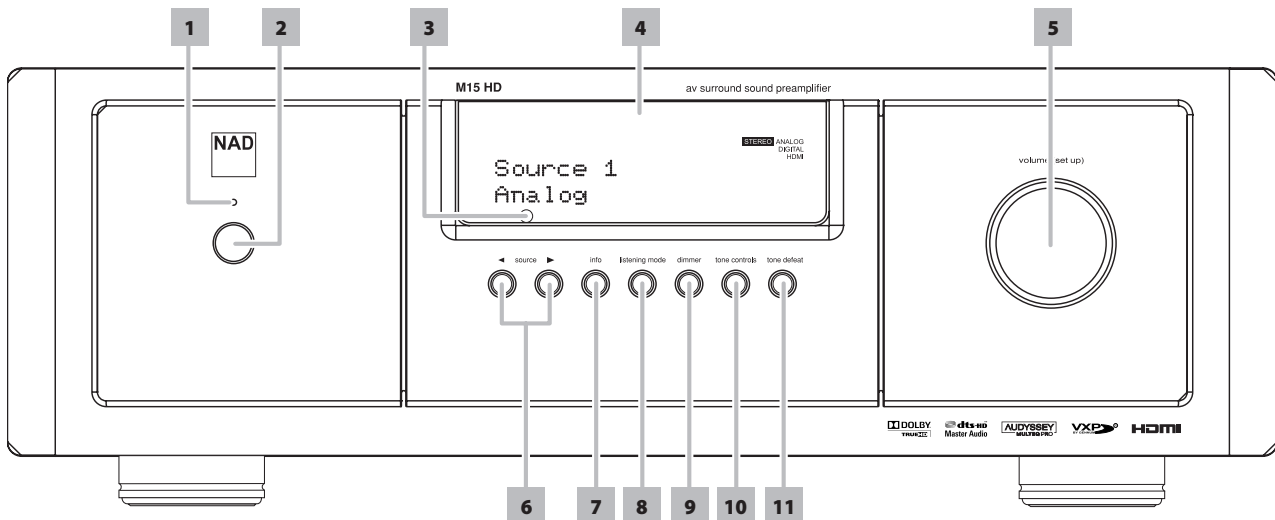 1 2 3 4 5
M15 HD av surround sound preamplifier
NAD
STEREO ANALOG
DIGITAL
HDMI
Source 1
Analog
volume (set up)
◄ source ► info listening mode dimmer tone controls tone defeat
DOLBY TRUEHD
dts-HD Master Audio
AUDYSSEY MULTEQ PRO
VXP
HDMI
6 7 8 9 10 11